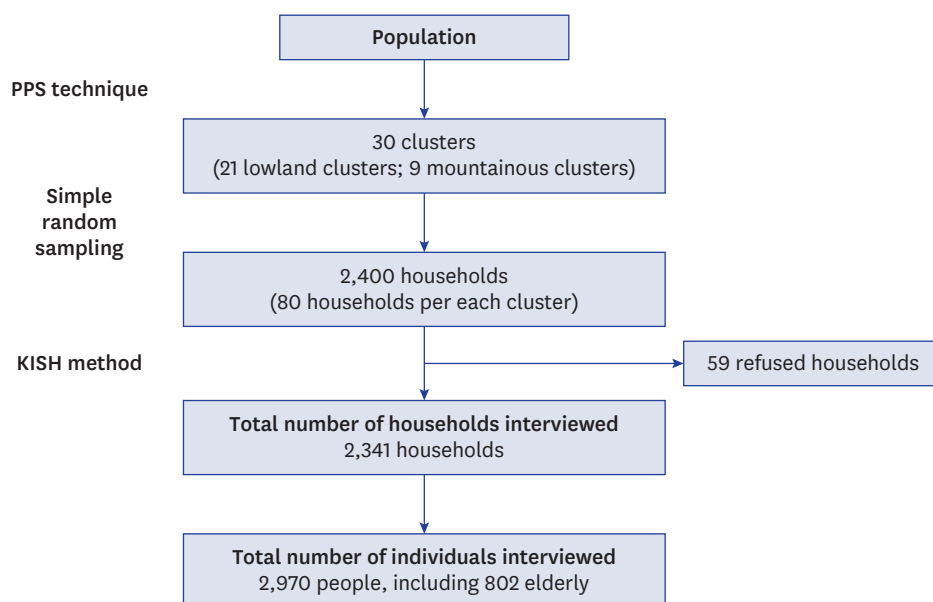 Population
PPS technique
30 clusters
(21 lowland clusters; 9 mountainous clusters)
Simple
random
sampling
2,400 households
(80 households per each cluster)
KISH method
59 refused households
Total number of households interviewed
2,341 households
Total number of individuals interviewed
2,970 people, including 802 elderly